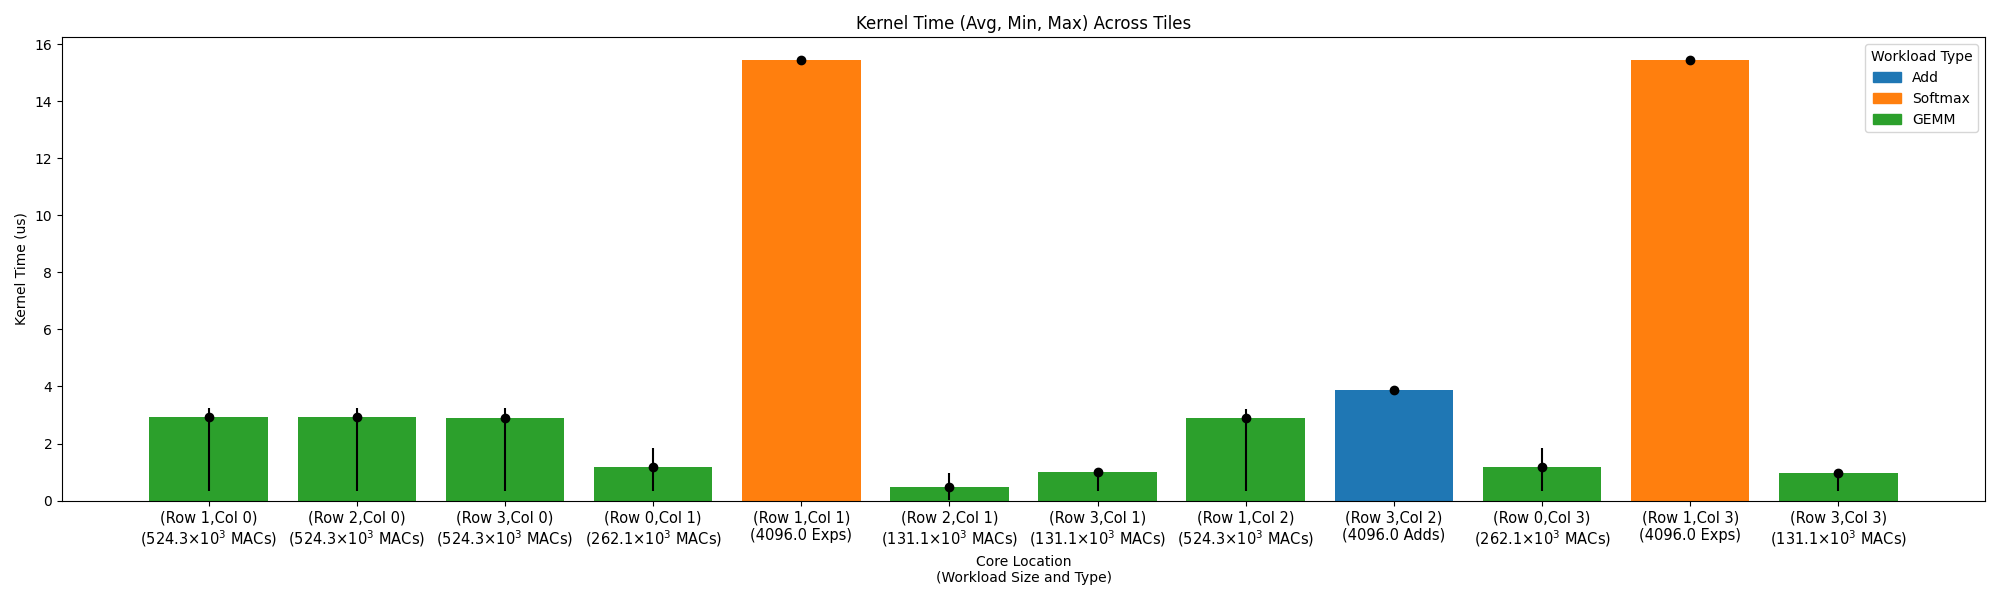 Kernel Time (Avg, Min, Max) Across Tiles
Workload Type
Add
Softmax
GEMM
Kernel Time (us)
16
14
12
10
8
6
4
2
0
(Row 1,Col 0)
(524.3×10³ MACs)
(Row 2,Col 0)
(524.3×10³ MACs)
(Row 3,Col 0)
(524.3×10³ MACs)
(Row 0,Col 1)
(262.1×10³ MACs)
(Row 1,Col 1)
(4096.0 Exps)
(Row 2,Col 1)
(131.1×10³ MACs)
(Row 3,Col 1)
(131.1×10³ MACs)
(Row 1,Col 2)
(524.3×10³ MACs)
(Row 3,Col 2)
(4096.0 Adds)
(Row 0,Col 3)
(262.1×10³ MACs)
(Row 1,Col 3)
(4096.0 Exps)
(Row 3,Col 3)
(131.1×10³ MACs)
Core Location
(Workload Size and Type)